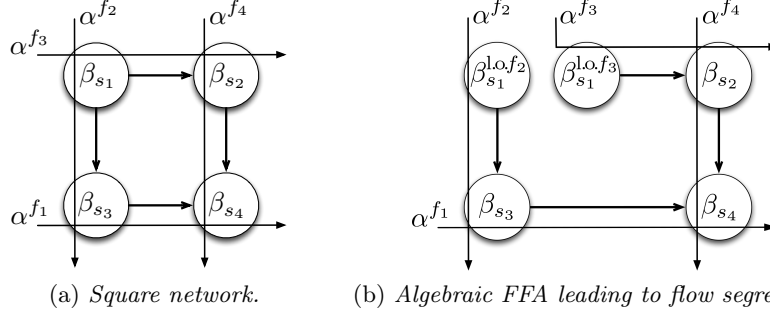 α^{f_2} α^{f_4} α^{f_2} α^{f_3} α^{f_4}
α^{f_3}
β_{s_1} β_{s_2} β_{s_1}^{l.o.f_2} β_{s_1}^{l.o.f_3} β_{s_2}
α^{f_1} β_{s_3} β_{s_4} α^{f_1} β_{s_3} β_{s_4}
(a) Square network. (b) Algebraic FFA leading to flow segre